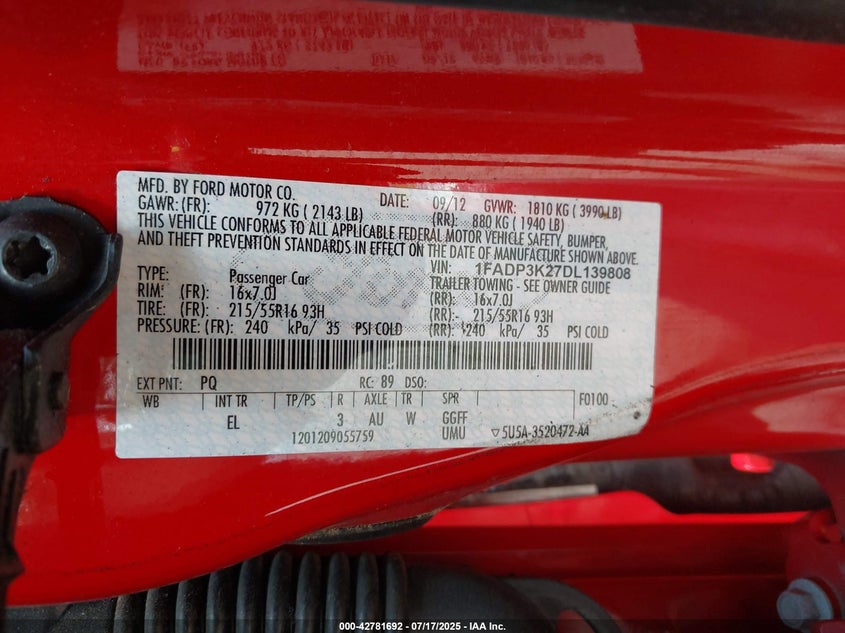 MFD. BY FORD MOTOR CO.
DATE: 09/12 GVWR: 1810 KG ( 3990 LB)
GAWR: (FR): 972 KG ( 2143 LB) (RR): 880 KG ( 1940 LB)
THIS VEHICLE CONFORMS TO ALL APPLICABLE FEDERAL MOTOR VEHICLE SAFETY, BUMPER,
AND THEFT PREVENTION STANDARDS IN EFFECT ON THE DATE OF MANUFACTURE SHOWN ABOVE.
VIN: 1FADP3K27DL139808
TYPE: Passenger Car TRAILER TOWING - SEE OWNER GUIDE
RIM: (FR): 16x7.0J (RR): 16x7.0J
TIRE: (FR): 215/55R16 93H (RR): 215/55R16 93H
PRESSURE: (FR): 240 kPa/ 35 PSI COLD (RR): 240 kPa/ 35 PSI COLD
EXT PNT: PQ RC: 89 DSO:
WB INT TR TP/PS R AXLE TR SPR F0100
EL 3 AU W GGFF
1201209055759 UMU ▽5U5A-3520472-AA
000-42781692 - 07/17/2025 - IAA Inc.